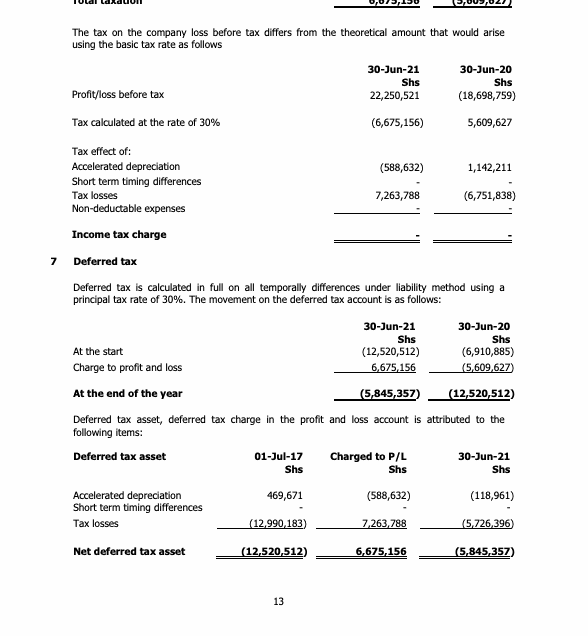 Total taxation 6,675,156 (5,609,627)
The tax on the company loss before tax differs from the theoretical amount that would arise
using the basic tax rate as follows
30-Jun-21 30-Jun-20
Shs Shs
Profit/loss before tax 22,250,521 (18,698,759)
Tax calculated at the rate of 30% (6,675,156) 5,609,627
Tax effect of:
Accelerated depreciation (588,632) 1,142,211
Short term timing differences - -
Tax losses 7,263,788 (6,751,838)
Non-deductable expenses - -
Income tax charge - -
7 Deferred tax
Deferred tax is calculated in full on all temporally differences under liability method using a
principal tax rate of 30%. The movement on the deferred tax account is as follows:
30-Jun-21 30-Jun-20
Shs Shs
At the start (12,520,512) (6,910,885)
Charge to profit and loss 6,675,156 (5,609,627)
At the end of the year (5,845,357) (12,520,512)
Deferred tax asset, deferred tax charge in the profit and loss account is attributed to the
following items:
Deferred tax asset 01-Jul-17 Charged to P/L 30-Jun-21
Shs Shs Shs
Accelerated depreciation 469,671 (588,632) (118,961)
Short term timing differences - - -
Tax losses (12,990,183) 7,263,788 (5,726,396)
Net deferred tax asset (12,520,512) 6,675,156 (5,845,357)
13